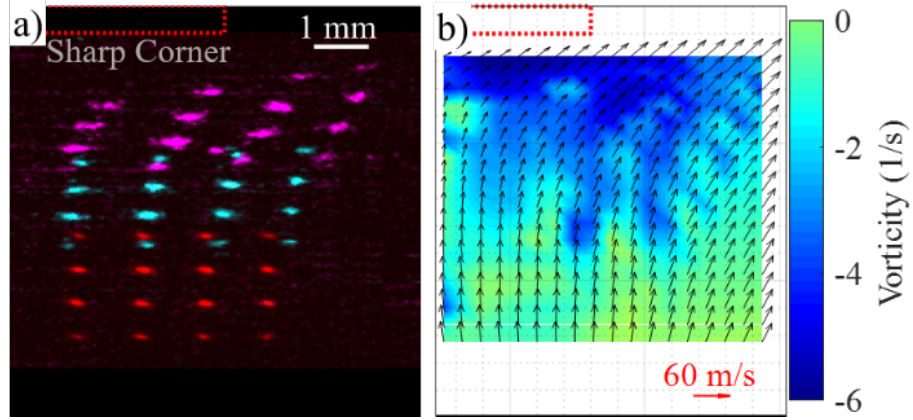 a)
1 mm
Sharp Corner
b)
60 m/s
0
-2
-4
-6
Vorticity (1/s)